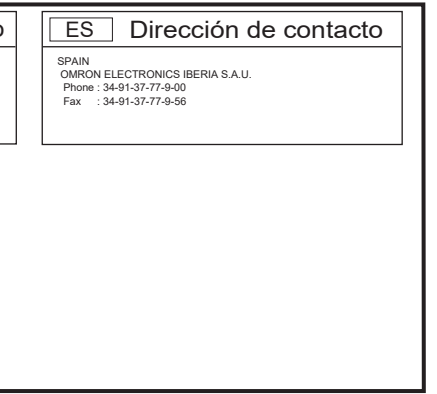 ES Dirección de contacto
SPAIN
OMRON ELECTRONICS IBERIA S.A.U.
Phone : 34-91-37-77-9-00
Fax : 34-91-37-77-9-56